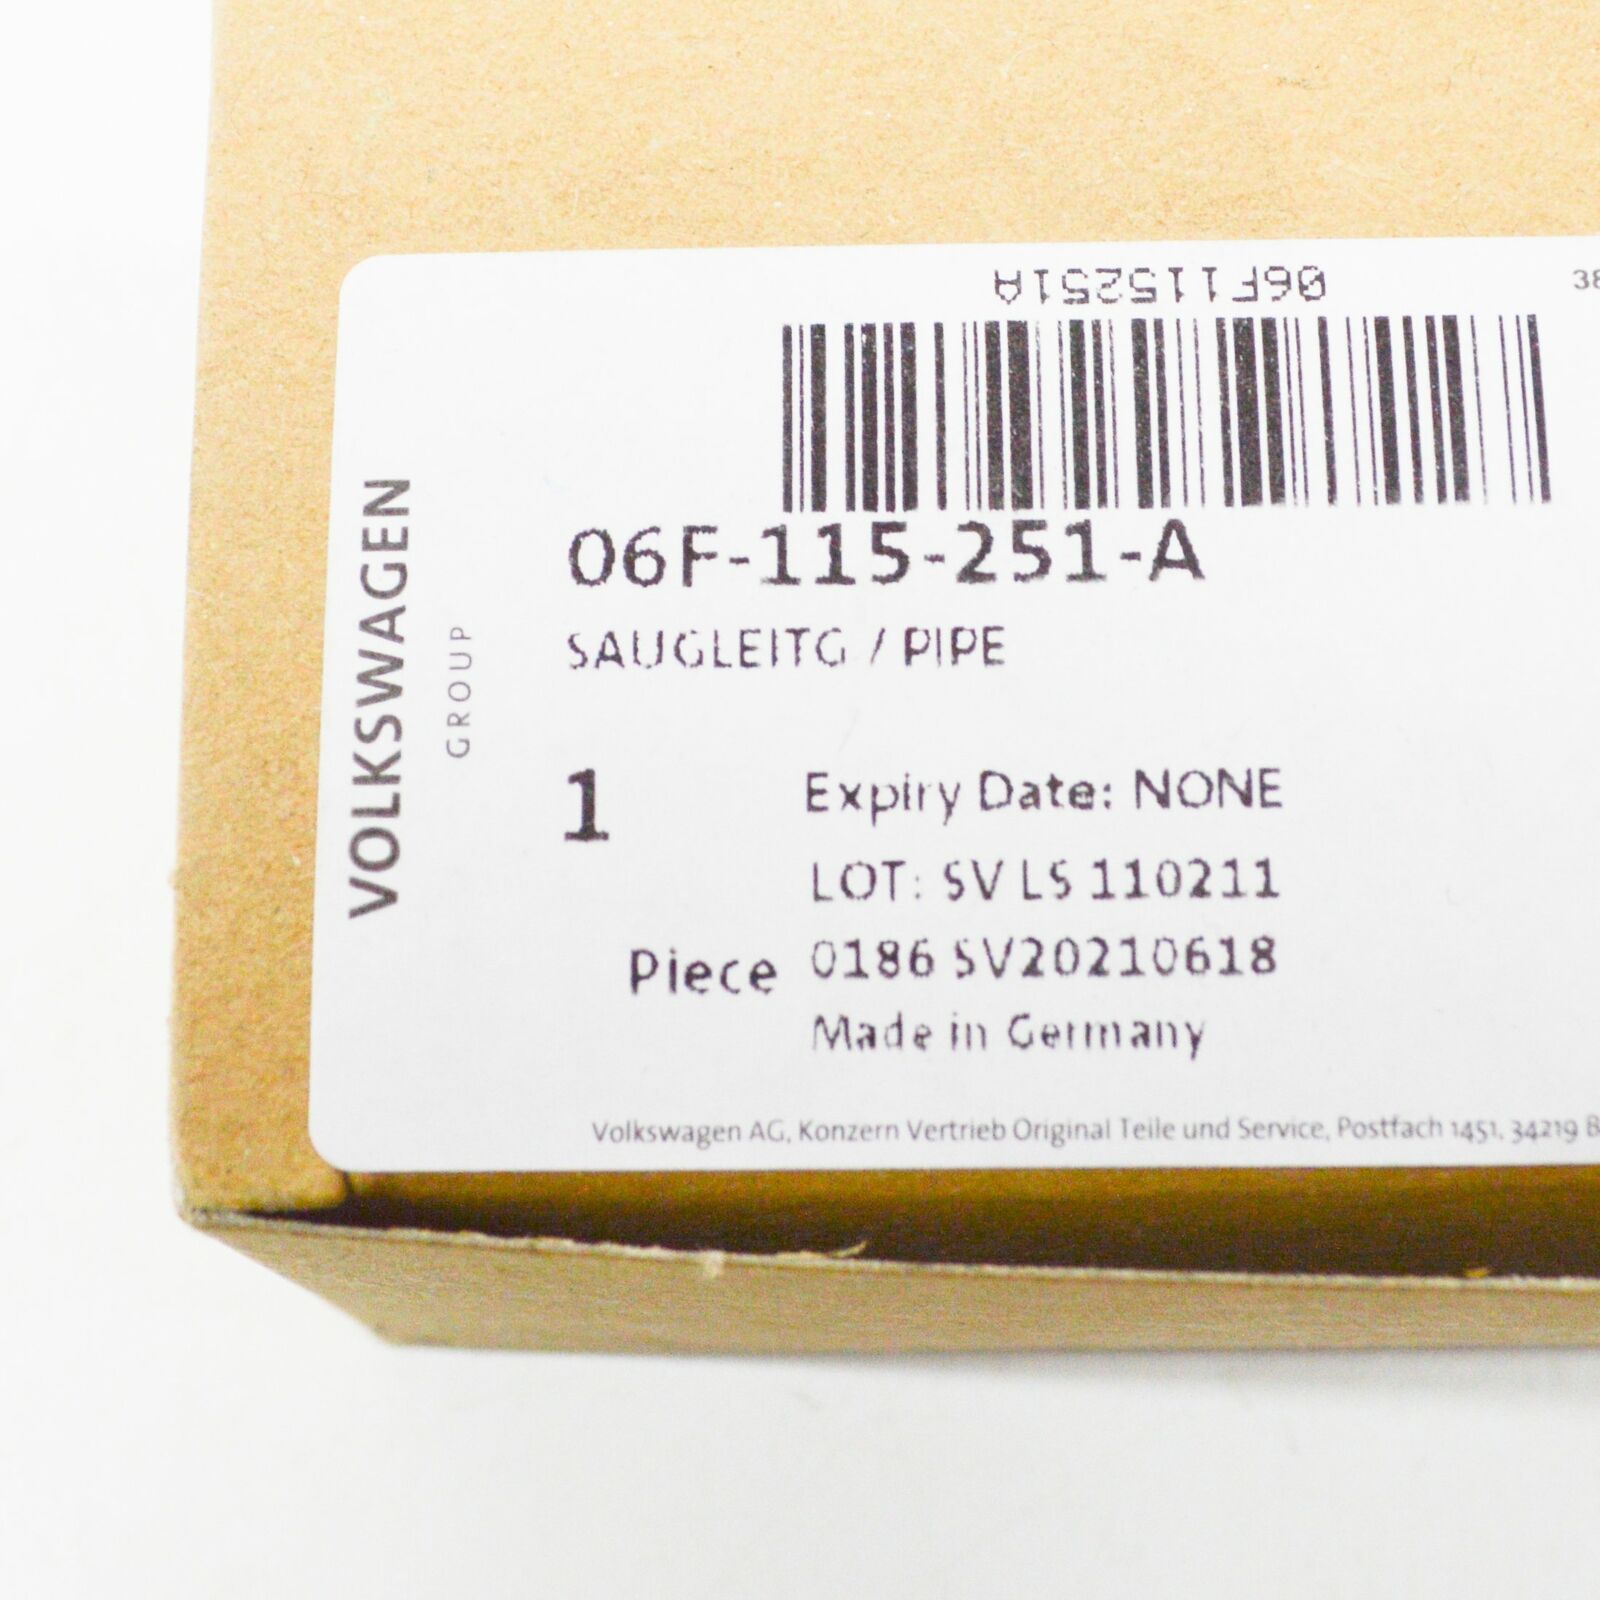 06F115251A
38
06F-115-251-A
SAUGLEITG / PIPE
VOLKSWAGEN
GROUP
1
Expiry Date: NONE
LOT: SV LS 110211
Piece 0186 SV20210618
Made in Germany
Volkswagen AG, Konzern Vertrieb Original Teile und Service, Postfach 1451, 34219 B